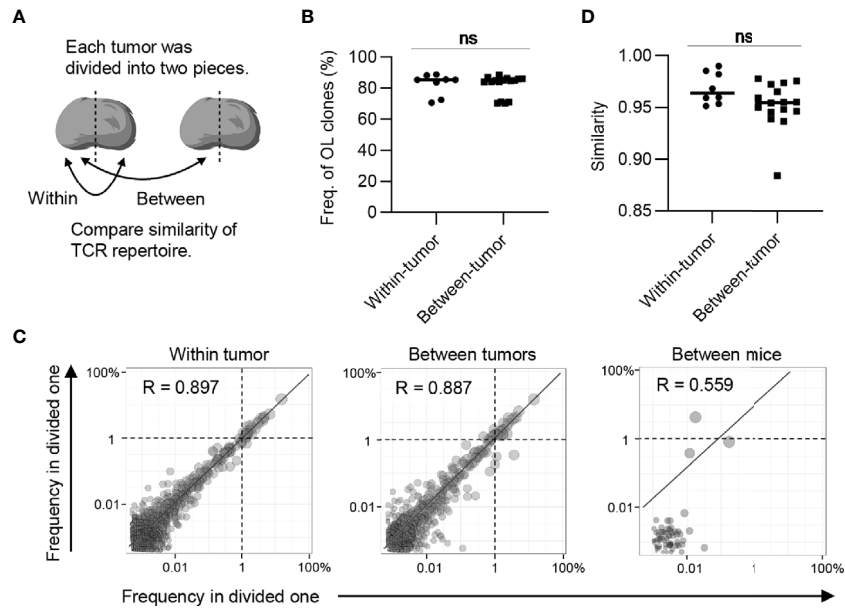 A
Each tumor was
divided into two pieces.
Within
Between
Compare similarity of
TCR repertoire.
B
ns
Freq. of OL clones (%)
100
80
60
40
20
0
Within-tumor
Between-tumor
D
ns
Similarity
1.00
0.95
0.90
0.85
Within-tumor
Between-tumor
C
Frequency in divided one
Within tumor
100%
R = 0.897
1
0.01
0.01 1 100%
Between tumors
100%
R = 0.887
1
0.01
0.01 1 100%
Between mice
100%
R = 0.559
1
0.01
0.01 1 100%
Frequency in divided one